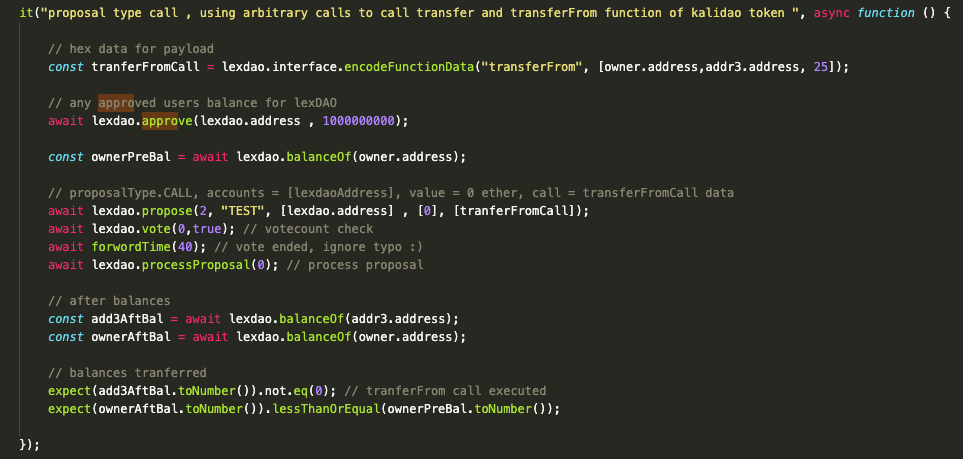 it("proposal type call , using arbitrary calls to call transfer and transferFrom function of kalidao token ", async function () {
// hex data for payload
const tranferFromCall = lexdao.interface.encodeFunctionData("transferFrom", [owner.address,addr3.address, 25]);
// any approved users balance for lexDAO
await lexdao.approve(lexdao.address , 1000000000);
const ownerPreBal = await lexdao.balanceOf(owner.address);
// proposalType.CALL, accounts = [lexdaoAddress], value = 0 ether, call = transferFromCall data
await lexdao.propose(2, "TEST", [lexdao.address] , [0], [tranferFromCall]);
await lexdao.vote(0,true); // votecount check
await forwordTime(40); // vote ended, ignore typo :)
await lexdao.processProposal(0); // process proposal
// after balances
const add3AftBal = await lexdao.balanceOf(addr3.address);
const ownerAftBal = await lexdao.balanceOf(owner.address);
// balances tranferred
expect(add3AftBal.toNumber()).not.eq(0); // tranferFrom call executed
expect(ownerAftBal.toNumber()).lessThanOrEqual(ownerPreBal.toNumber());
});